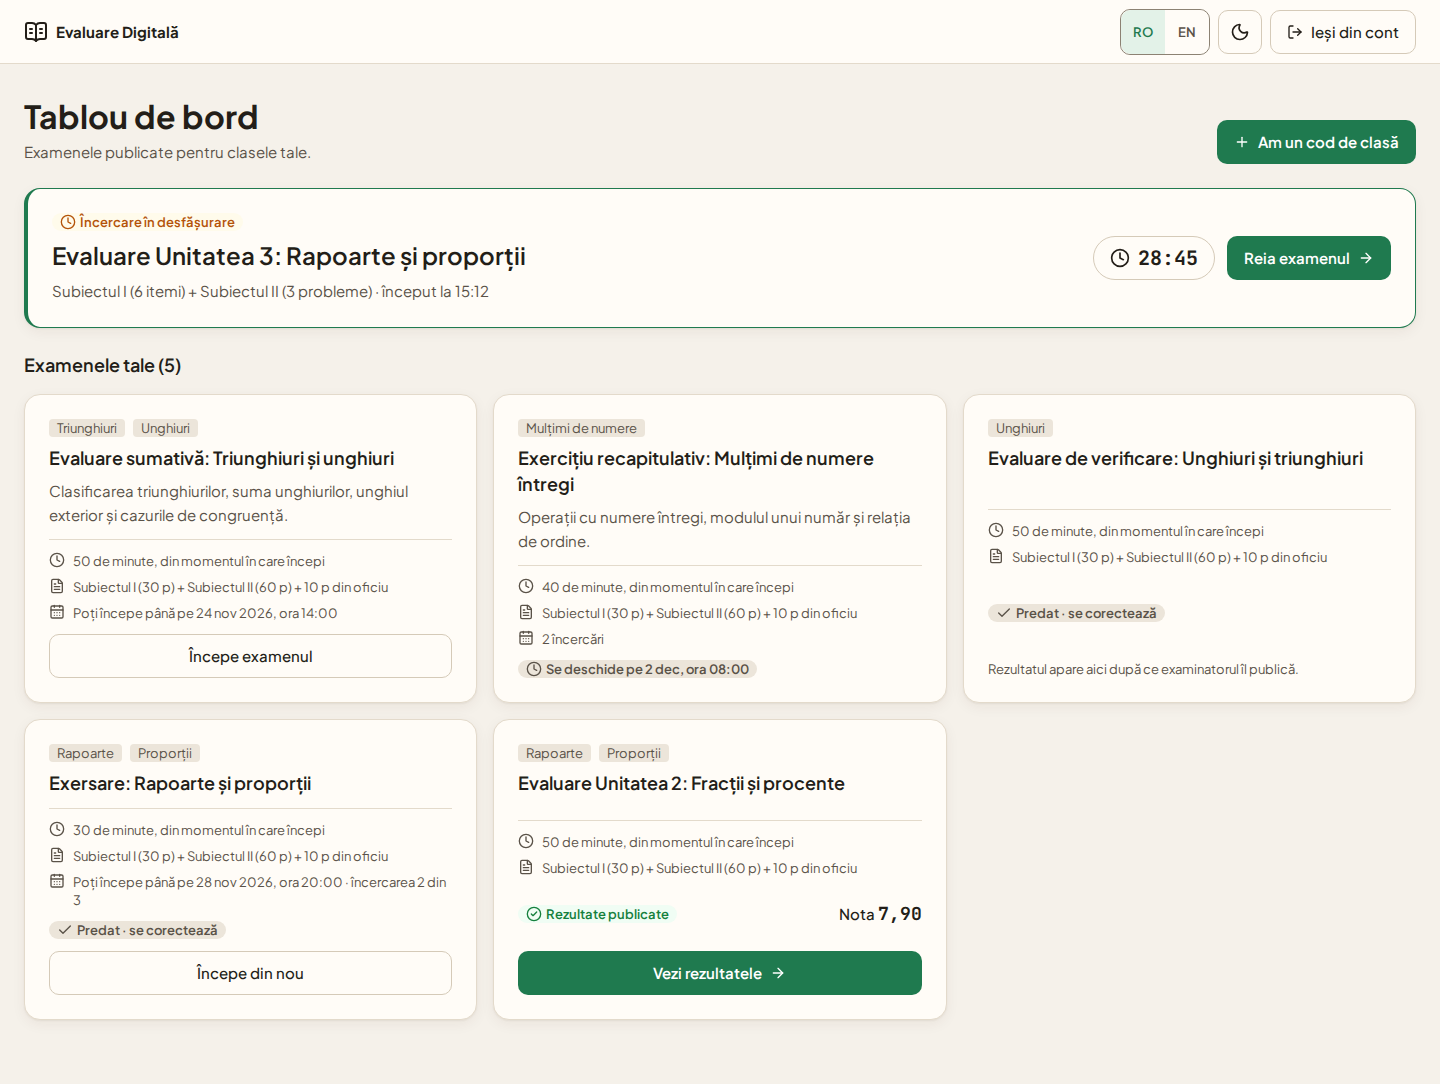 Evaluare Digitală
RO
EN
Ieși din cont
Tablou de bord
Examenele publicate pentru clasele tale.
Am un cod de clasă
Încercare în desfășurare
Evaluare Unitatea 3: Rapoarte și proporții
Subiectul I (6 itemi) + Subiectul II (3 probleme) · început la 15:12
28:45
Reia examenul
Examenele tale (5)
Triunghiuri
Unghiuri
Evaluare sumativă: Triunghiuri și unghiuri
Clasificarea triunghiurilor, suma unghiurilor, unghiul
exterior și cazurile de congruență.
50 de minute, din momentul în care începi
Subiectul I (30 p) + Subiectul II (60 p) + 10 p din oficiu
Poți începe până pe 24 nov 2026, ora 14:00
Începe examenul
Mulțimi de numere
Exercițiu recapitulativ: Mulțimi de numere
întregi
Operații cu numere întregi, modulul unui număr și relația
de ordine.
40 de minute, din momentul în care începi
Subiectul I (30 p) + Subiectul II (60 p) + 10 p din oficiu
2 încercări
Se deschide pe 2 dec, ora 08:00
Unghiuri
Evaluare de verificare: Unghiuri și triunghiuri
50 de minute, din momentul în care începi
Subiectul I (30 p) + Subiectul II (60 p) + 10 p din oficiu
Predat · se corectează
Rezultatul apare aici după ce examinatorul îl publică.
Rapoarte
Proporții
Exersare: Rapoarte și proporții
30 de minute, din momentul în care începi
Subiectul I (30 p) + Subiectul II (60 p) + 10 p din oficiu
Poți începe până pe 28 nov 2026, ora 20:00 · încercarea 2 din
3
Predat · se corectează
Începe din nou
Rapoarte
Proporții
Evaluare Unitatea 2: Fracții și procente
50 de minute, din momentul în care începi
Subiectul I (30 p) + Subiectul II (60 p) + 10 p din oficiu
Rezultate publicate
Nota 7,90
Vezi rezultatele